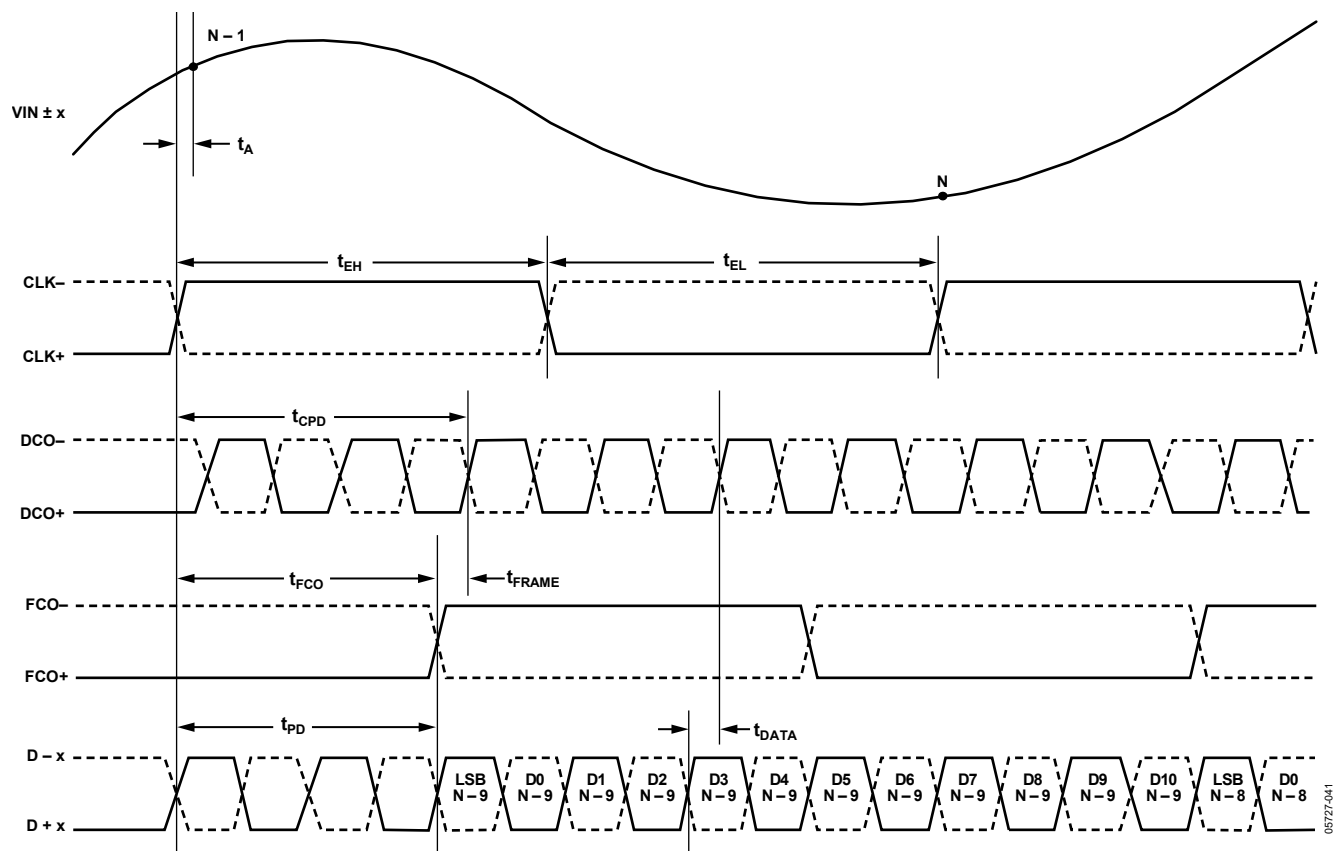 N – 1
VIN ± x
tA
N
tEH
tEL
CLK–
CLK+
tCPD
DCO–
DCO+
tFCO
tFRAME
FCO–
FCO+
tPD
tDATA
D – x
LSB D0 D1 D2 D3 D4 D5 D6 D7 D8 D9 D10 LSB D0
N – 9 N – 9 N – 9 N – 9 N – 9 N – 9 N – 9 N – 9 N – 9 N – 9 N – 9 N – 9 N – 8 N – 8
D + x
05727-041